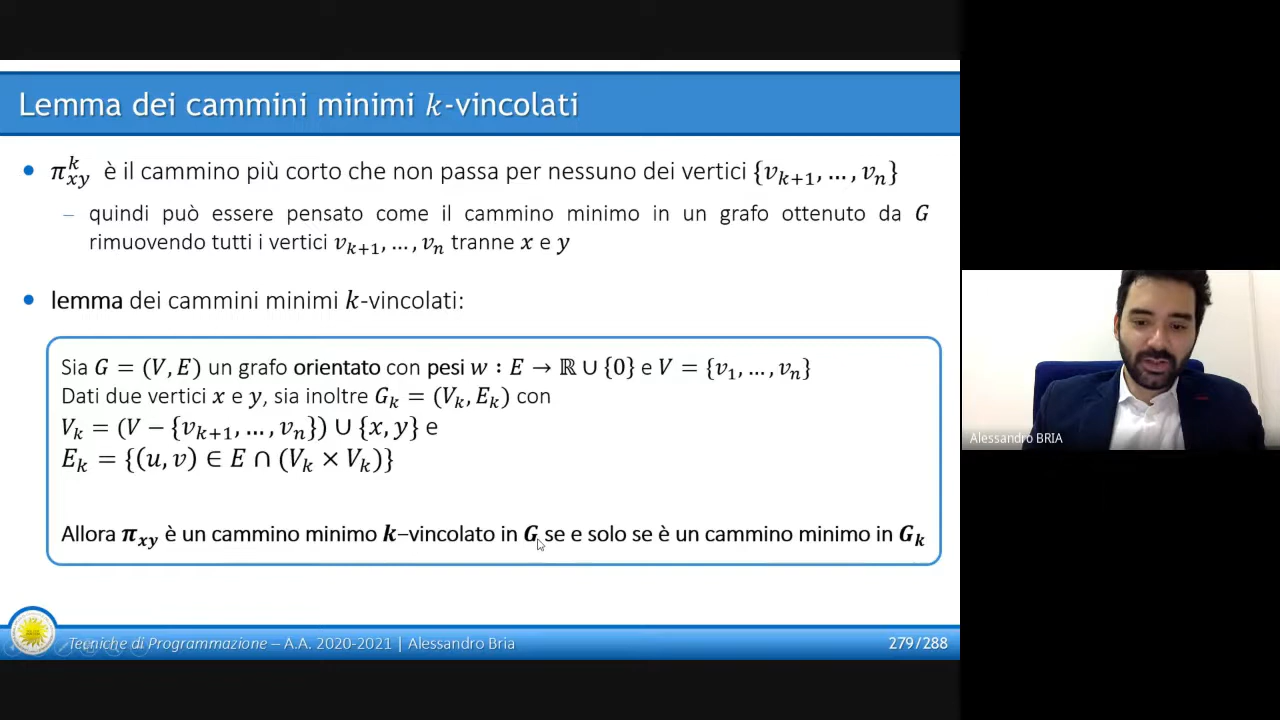 Lemma dei cammini minimi k-vincolati
• π^k_xy è il cammino più corto che non passa per nessuno dei vertici {v_k+1, … , v_n}
– quindi può essere pensato come il cammino minimo in un grafo ottenuto da G
rimuovendo tutti i vertici v_k+1, … , v_n tranne x e y
• lemma dei cammini minimi k-vincolati:
Sia G = (V, E) un grafo orientato con pesi w : E → ℝ ∪ {0} e V = {v_1, … , v_n}
Dati due vertici x e y, sia inoltre G_k = (V_k, E_k) con
V_k = (V − {v_k+1, … , v_n}) ∪ {x, y} e
E_k = {(u, v) ∈ E ∩ (V_k × V_k)}
Allora π_xy è un cammino minimo k−vincolato in G se e solo se è un cammino minimo in G_k
Alessandro BRIA
Tecniche di Programmazione – A.A. 2020-2021 | Alessandro Bria
279/288